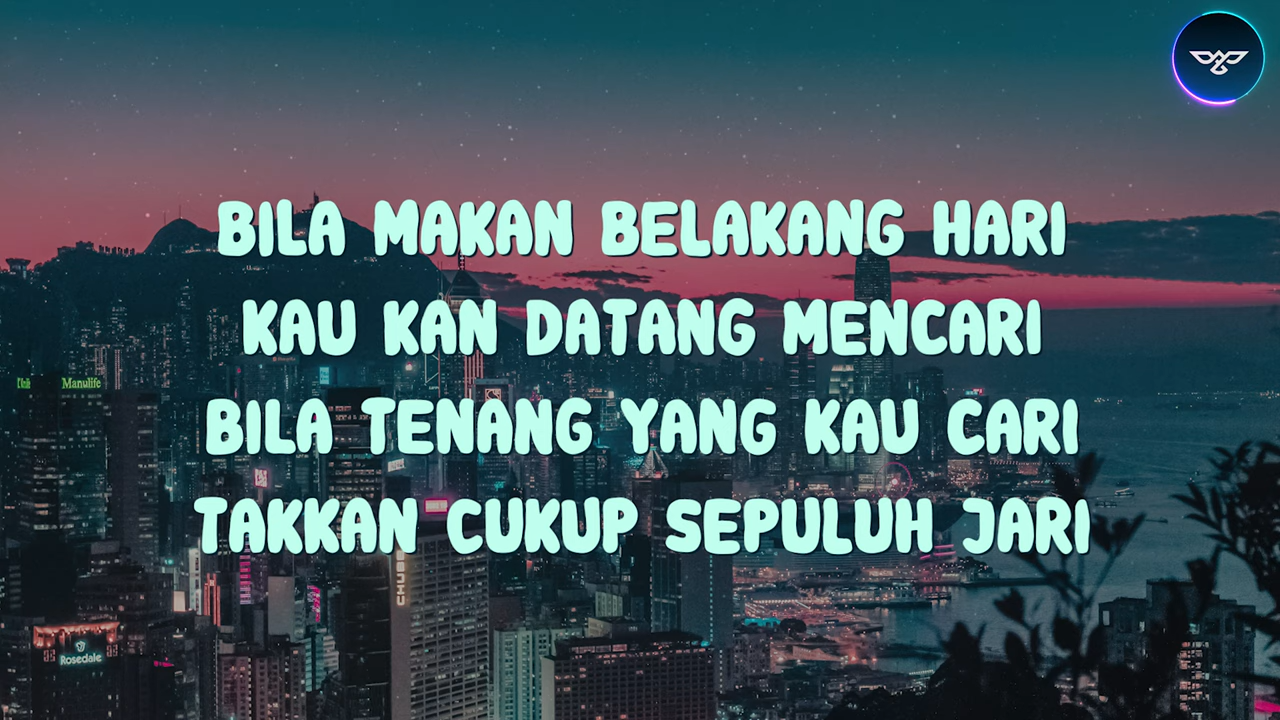 BILA MAKAN BELAKANG HARI
KAU KAN DATANG MENCARI
BILA TENANG YANG KAU CARI
TAKKAN CUKUP SEPULUH JARI
Manulife
CHUBB
Rosedale